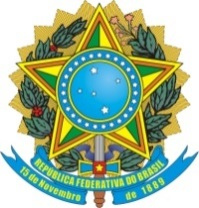 REPÚBLICA FEDERATIVA DO BRASIL
15 de Novembro de 1889